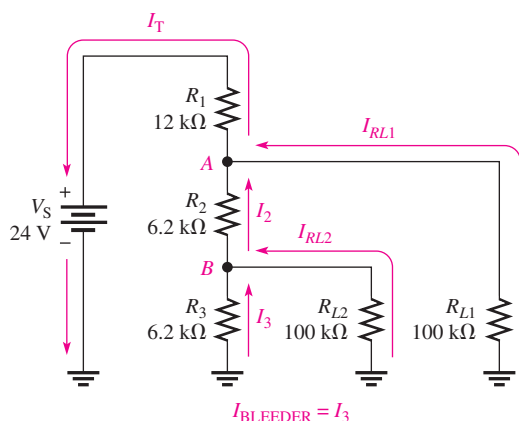 I_T
R_1
12 kΩ
I_RL1
A
+
V_S
24 V
−
R_2
6.2 kΩ
I_2
I_RL2
B
R_3
6.2 kΩ
I_3
R_L2
100 kΩ
R_L1
100 kΩ
I_BLEEDER = I_3